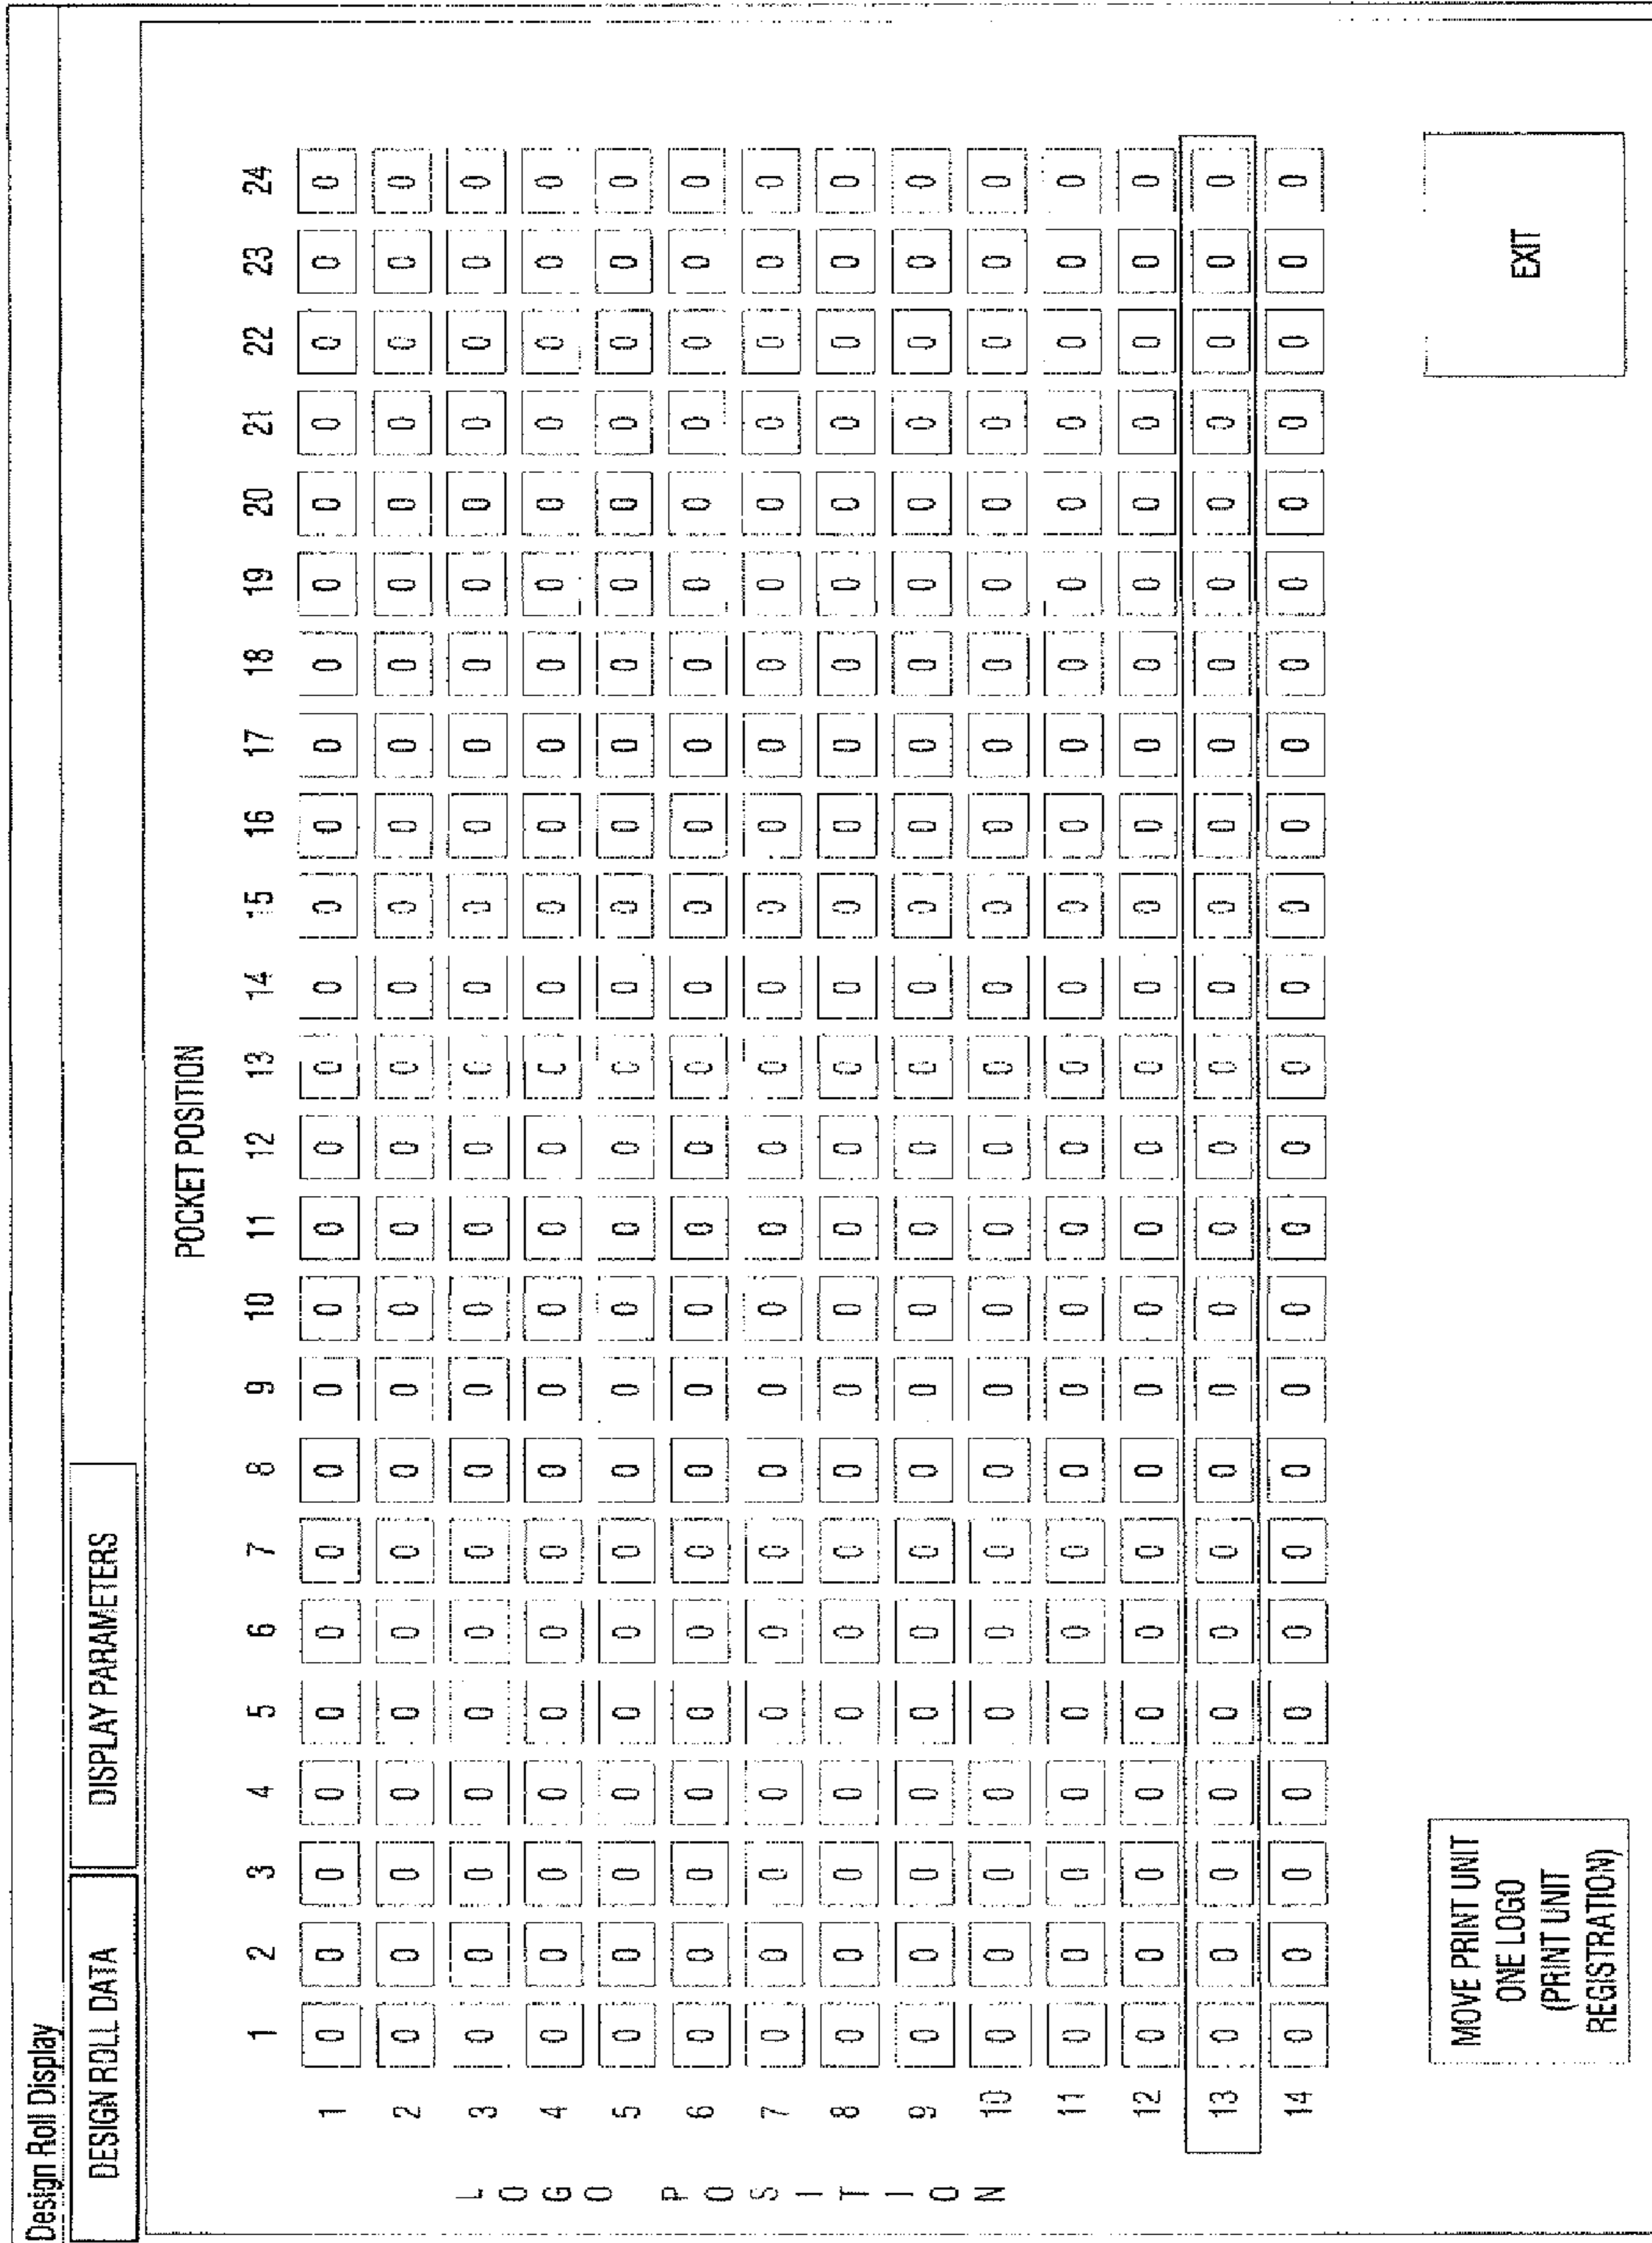 Design Roll Display
DESIGN ROLL DATA DISPLAY PARAMETERS
POCKET POSITION
1 2 3 4 5 6 7 8 9 10 11 12 13 14 15 16 17 18 19 20 21 22 23 24
LOGO POSITION
1 0 0 0 0 0 0 0 0 0 0 0 0 0 0 0 0 0 0 0 0 0 0 0 0
2 0 0 0 0 0 0 0 0 0 0 0 0 0 0 0 0 0 0 0 0 0 0 0 0
3 0 0 0 0 0 0 0 0 0 0 0 0 0 0 0 0 0 0 0 0 0 0 0 0
4 0 0 0 0 0 0 0 0 0 0 0 0 0 0 0 0 0 0 0 0 0 0 0 0
5 0 0 0 0 0 0 0 0 0 0 0 0 0 0 0 0 0 0 0 0 0 0 0 0
6 0 0 0 0 0 0 0 0 0 0 0 0 0 0 0 0 0 0 0 0 0 0 0 0
7 0 0 0 0 0 0 0 0 0 0 0 0 0 0 0 0 0 0 0 0 0 0 0 0
8 0 0 0 0 0 0 0 0 0 0 0 0 0 0 0 0 0 0 0 0 0 0 0 0
9 0 0 0 0 0 0 0 0 0 0 0 0 0 0 0 0 0 0 0 0 0 0 0 0
10 0 0 0 0 0 0 0 0 0 0 0 0 0 0 0 0 0 0 0 0 0 0 0 0
11 0 0 0 0 0 0 0 0 0 0 0 0 0 0 0 0 0 0 0 0 0 0 0 0
12 0 0 0 0 0 0 0 0 0 0 0 0 0 0 0 0 0 0 0 0 0 0 0 0
13 0 0 0 0 0 0 0 0 0 0 0 0 0 0 0 0 0 0 0 0 0 0 0 0
14 0 0 0 0 0 0 0 0 0 0 0 0 0 0 0 0 0 0 0 0 0 0 0 0
MOVE PRINT UNIT
ONE LOGO
(PRINT UNIT
REGISTRATION)
EXIT